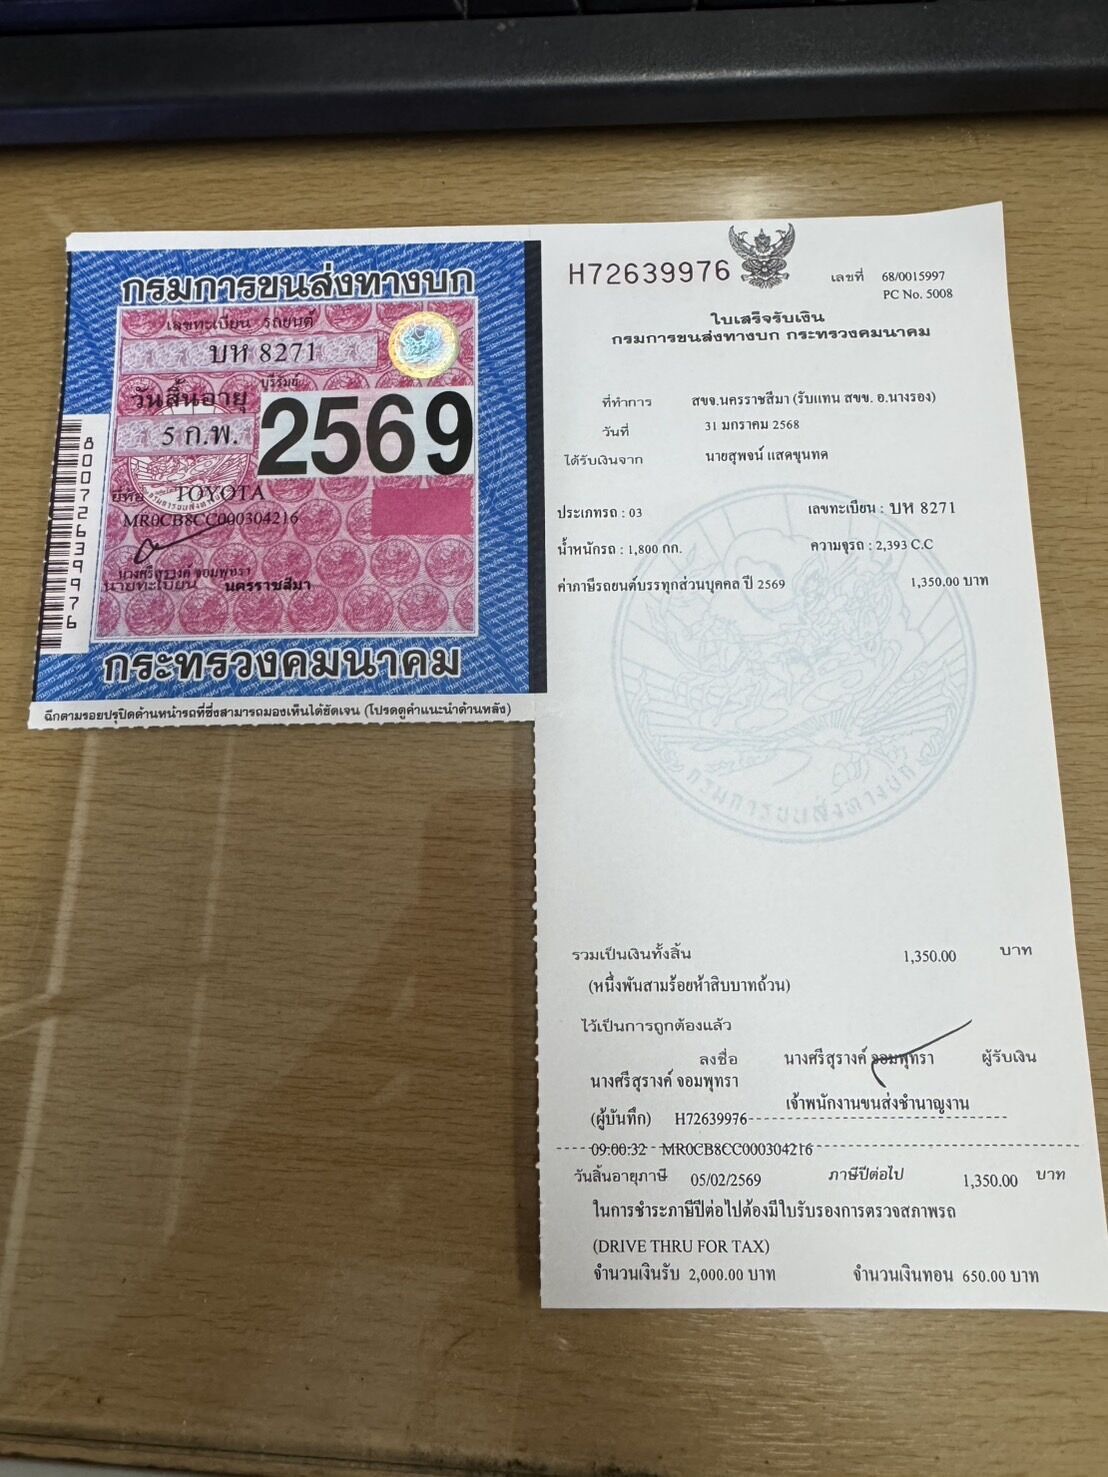 กรมการขนส่งทางบก
เลขทะเบียน รถยนต์
บห 8271
บุรีรัมย์
วันสิ้นอายุ
5 ก.พ. 2569
ยี่ห้อ TOYOTA
MR0CB8CC000304216
นางศรีสุรางค์ จอมพุทรา
นายทะเบียน นครราชสีมา
กระทรวงคมนาคม
8007263997 6
ฉีกตามรอยปรุปิดด้านหน้ารถที่ซึ่งสามารถมองเห็นได้ชัดเจน (โปรดดูคำแนะนำด้านหลัง)
H72639976
เลขที่ 68/0015997
PC No. 5008
ใบเสร็จรับเงิน
กรมการขนส่งทางบก กระทรวงคมนาคม
ที่ทำการ สขจ.นครราชสีมา (รับแทน สขข. อ.นางรอง)
วันที่ 31 มกราคม 2568
ได้รับเงินจาก นายสุพจน์ แสดขุนทด
ประเภทรถ : 03 เลขทะเบียน : บห 8271
น้ำหนักรถ : 1,800 กก. ความจุรถ : 2,393 C.C
ค่าภาษีรถยนต์บรรทุกส่วนบุคคล ปี 2569 1,350.00 บาท
กรมการขนส่งทางบก
รวมเป็นเงินทั้งสิ้น 1,350.00 บาท
(หนึ่งพันสามร้อยห้าสิบบาทถ้วน)
ไว้เป็นการถูกต้องแล้ว
ลงชื่อ นางศรีสุรางค์ จอมพุทรา ผู้รับเงิน
นางศรีสุรางค์ จอมพุทรา
เจ้าพนักงานขนส่งชำนาญงาน
(ผู้บันทึก) H72639976
09:00:32 MR0CB8CC000304216
วันสิ้นอายุภาษี 05/02/2569 ภาษีปีต่อไป 1,350.00 บาท
ในการชำระภาษีปีต่อไปต้องมีใบรับรองการตรวจสภาพรถ
(DRIVE THRU FOR TAX)
จำนวนเงินรับ 2,000.00 บาท จำนวนเงินทอน 650.00 บาท